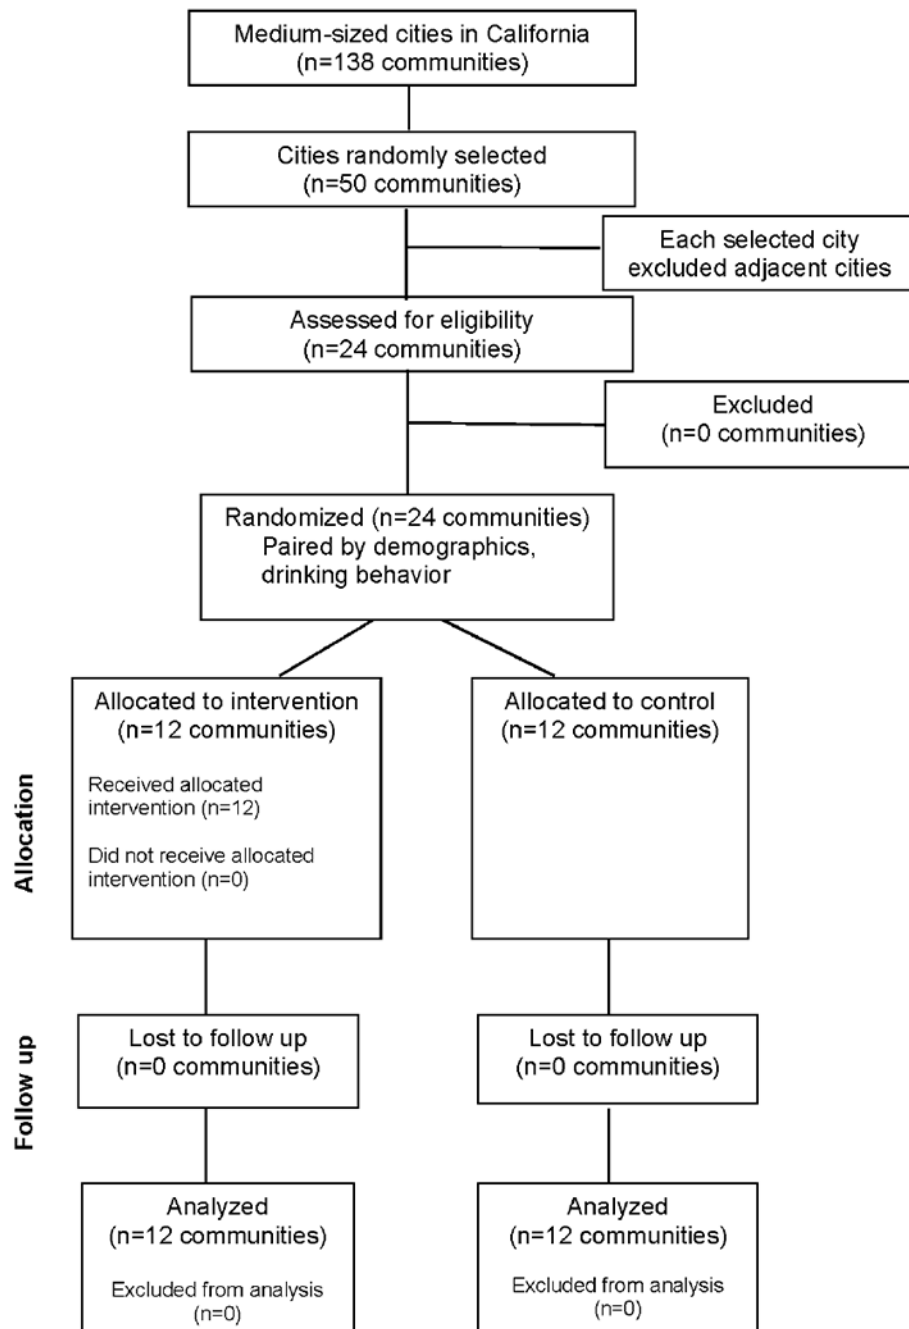 Medium-sized cities in California
(n=138 communities)
Cities randomly selected
(n=50 communities)
Each selected city
excluded adjacent cities
Assessed for eligibility
(n=24 communities)
Excluded
(n=0 communities)
Randomized (n=24 communities)
Paired by demographics,
drinking behavior
Allocation
Allocated to intervention
(n=12 communities)
Received allocated
intervention (n=12)
Did not receive allocated
intervention (n=0)
Allocated to control
(n=12 communities)
Follow up
Lost to follow up
(n=0 communities)
Lost to follow up
(n=0 communities)
Analyzed
(n=12 communities)
Excluded from analysis
(n=0)
Analyzed
(n=12 communities)
Excluded from analysis
(n=0)